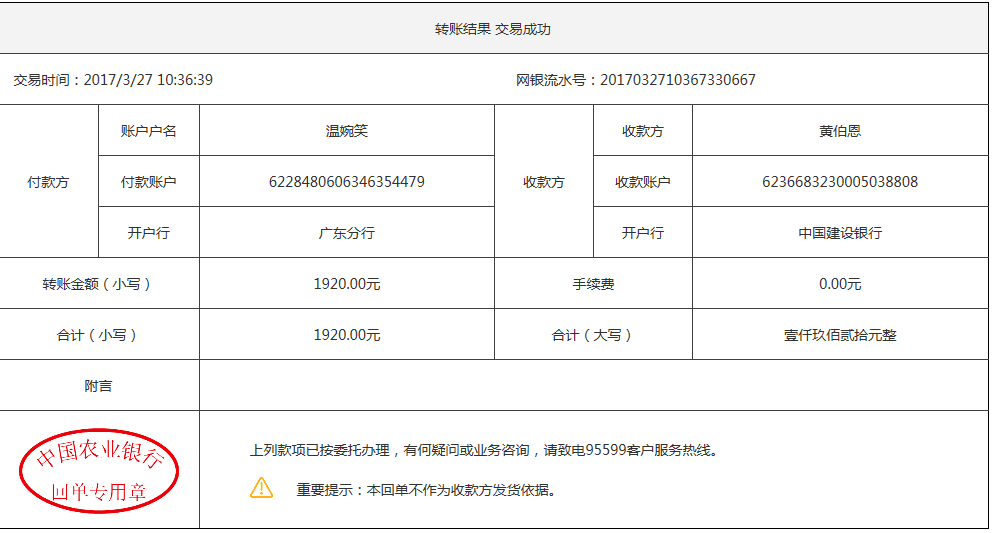 转账结果 交易成功
交易时间：2017/3/27 10:36:39 网银流水号：2017032710367330667
付款方 账户户名 温婉笑 收款方 收款方 黄伯恩
付款账户 6228480606346354479 收款账户 6236683230005038808
开户行 广东分行 开户行 中国建设银行
转账金额（小写） 1920.00元 手续费 0.00元
合计（小写） 1920.00元 合计（大写） 壹仟玖佰贰拾元整
附言
中国农业银行
回单专用章
上列款项已按委托办理，有何疑问或业务咨询，请致电95599客户服务热线。
重要提示：本回单不作为收款方发货依据。